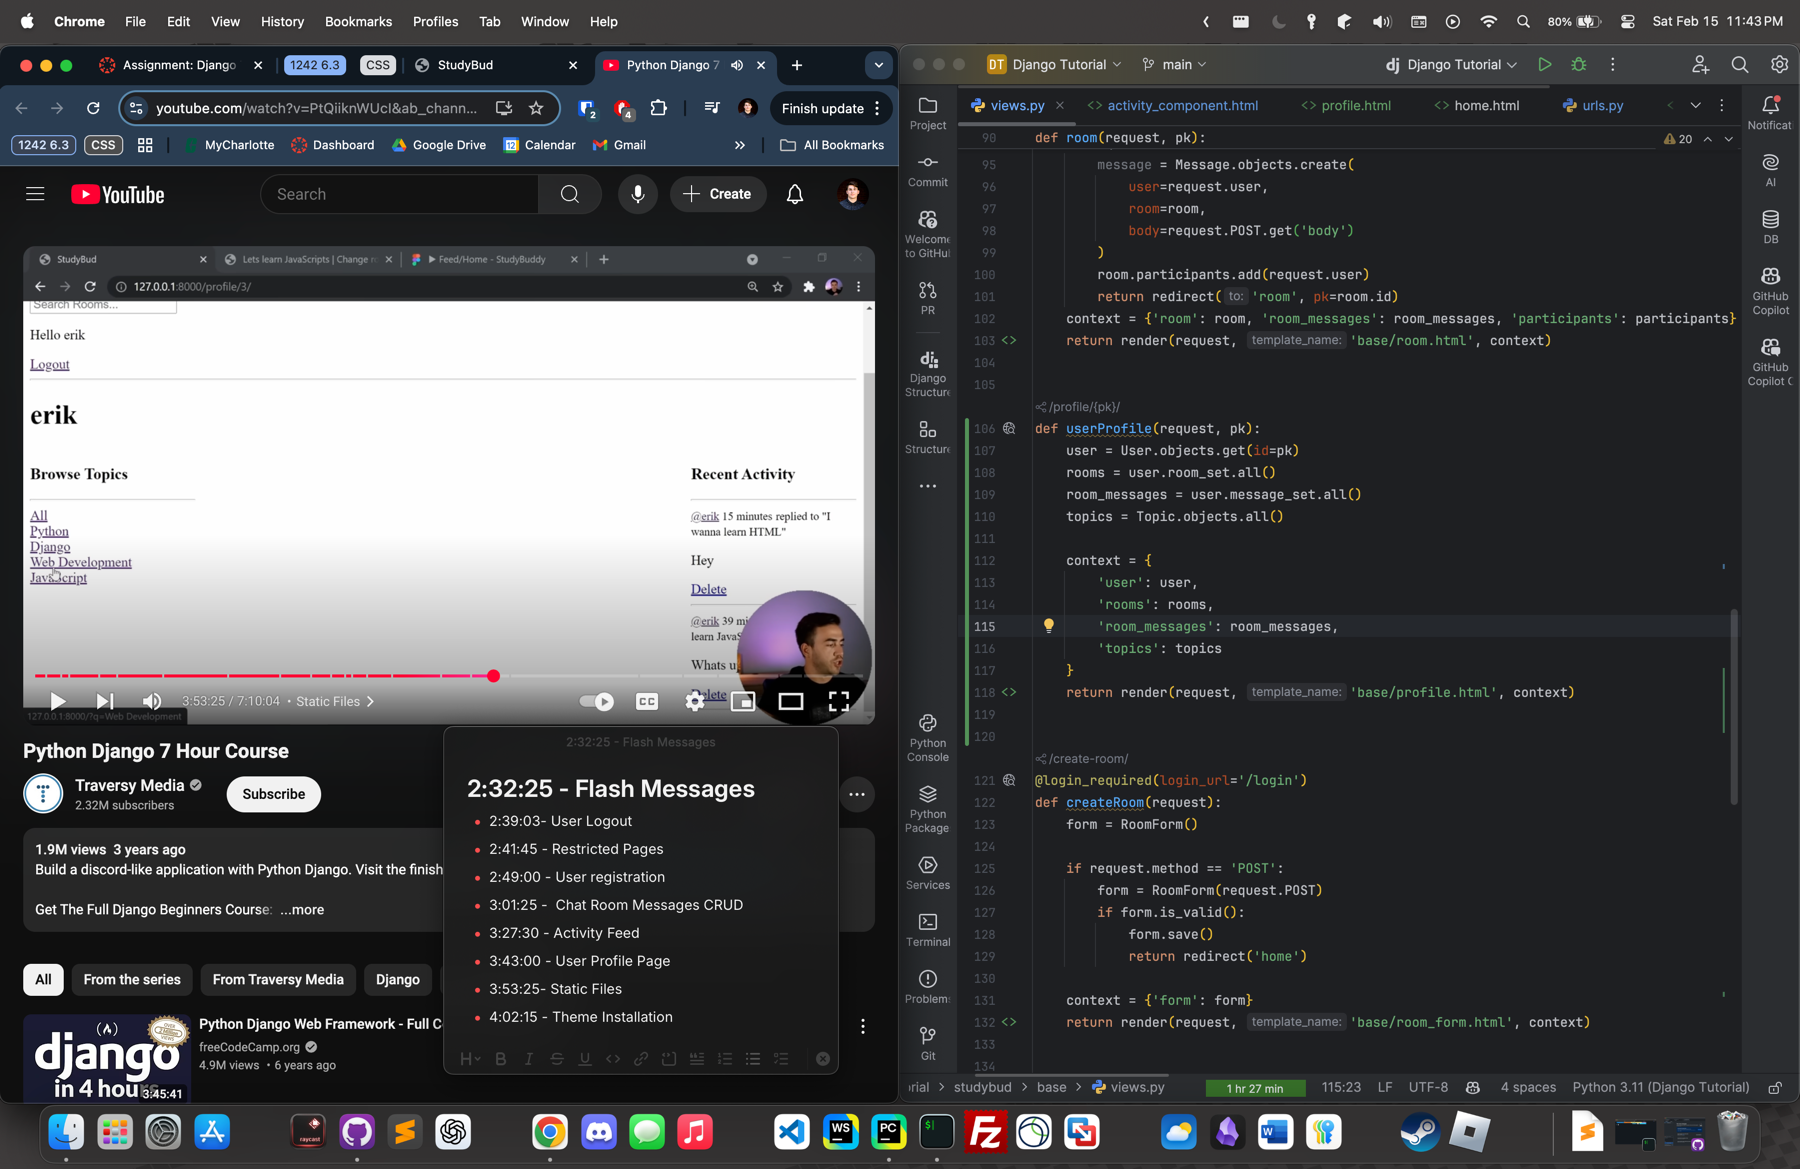 Chrome File Edit View History Bookmarks Profiles Tab Window Help
80% Sat Feb 15 11:43 PM
Assignment: Django
1242 6.3
CSS
StudyBud
Python Django 7
youtube.com/watch?v=PtQiiknWUcI&ab_chann...
2
4
Finish update
1242 6.3
CSS
MyCharlotte
Dashboard
Google Drive
12
Calendar
Gmail
All Bookmarks
YouTube
Search
Create
StudyBud
Lets learn JavaScripts | Change r
Feed/Home - StudyBuddy
127.0.0.1:8000/profile/3/
Search Rooms...
Hello erik
Logout
erik
Browse Topics
All
Python
Django
Web Development
JavaScript
Recent Activity
@erik 15 minutes replied to "I
wanna learn HTML"
Hey
Delete
@erik 39 mi
learn JavaS
Whats u
Delete
3:53:25 / 7:10:04 • Static Files
CC
127.0.0.1:8000/?q=Web Development
Python Django 7 Hour Course
Traversy Media
2.32M subscribers
Subscribe
1.9M views 3 years ago
Build a discord-like application with Python Django. Visit the finish
Get The Full Django Beginners Course: ...more
All
From the series
From Traversy Media
Django
django
in 4 hours
3:45:41
Python Django Web Framework - Full C
freeCodeCamp.org
4.9M views • 6 years ago
2:32:25 - Flash Messages
2:32:25 - Flash Messages
2:39:03- User Logout
2:41:45 - Restricted Pages
2:49:00 - User registration
3:01:25 - Chat Room Messages CRUD
3:27:30 - Activity Feed
3:43:00 - User Profile Page
3:53:25- Static Files
4:02:15 - Theme Installation
DT Django Tutorial
main
dj Django Tutorial
views.py
activity_component.html
profile.html
home.html
urls.py
Project
Commit
Welcome
to GitHu
PR
Django
Structure
Structure
Python
Console
Python
Package
Services
Terminal
Problem
Git
Notificat
AI
DB
GitHub
Copilot
GitHub
Copilot C
20
90 def room(request, pk):
95 message = Message.objects.create(
96 user=request.user,
97 room=room,
98 body=request.POST.get('body')
99 )
100 room.participants.add(request.user)
101 return redirect( to: 'room', pk=room.id)
102 context = {'room': room, 'room_messages': room_messages, 'participants': participants}
103 <> return render(request, template_name: 'base/room.html', context)
104
105
/profile/{pk}/
106 def userProfile(request, pk):
107 user = User.objects.get(id=pk)
108 rooms = user.room_set.all()
109 room_messages = user.message_set.all()
110 topics = Topic.objects.all()
111
112 context = {
113 'user': user,
114 'rooms': rooms,
115 'room_messages': room_messages,
116 'topics': topics
117 }
118 <> return render(request, template_name: 'base/profile.html', context)
119
120
/create-room/
121 @login_required(login_url='/login')
122 def createRoom(request):
123 form = RoomForm()
124
125 if request.method == 'POST':
126 form = RoomForm(request.POST)
127 if form.is_valid():
128 form.save()
129 return redirect('home')
130
131 context = {'form': form}
132 <> return render(request, template_name: 'base/room_form.html', context)
133
134
rial > studybud > base > views.py
1 hr 27 min
115:23 LF UTF-8 4 spaces Python 3.11 (Django Tutorial)
raycast
WS
PC
$
Fz
W